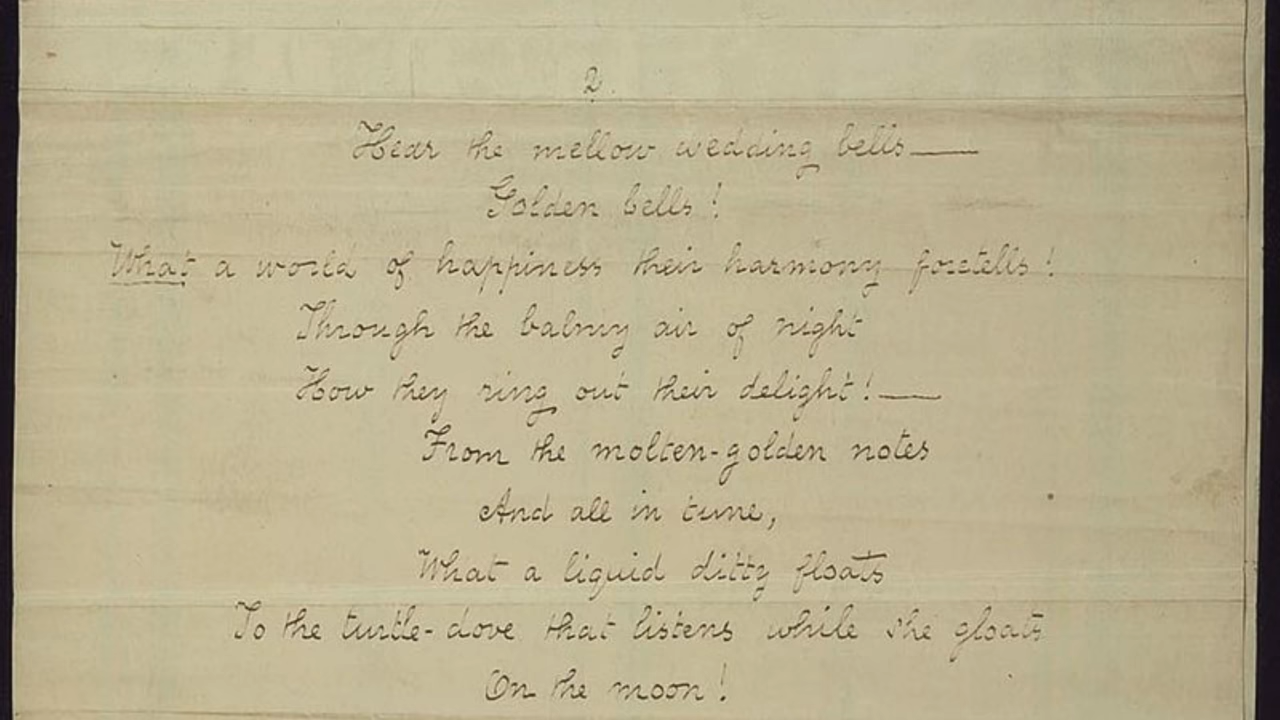 2.
Hear the mellow wedding bells—
Golden bells!
What a world of happiness their harmony foretells!
Through the balmy air of night
How they ring out their delight!—
From the molten-golden notes
And all in tune,
What a liquid ditty floats
To the turtle-dove that listens while she gloats
On the moon!